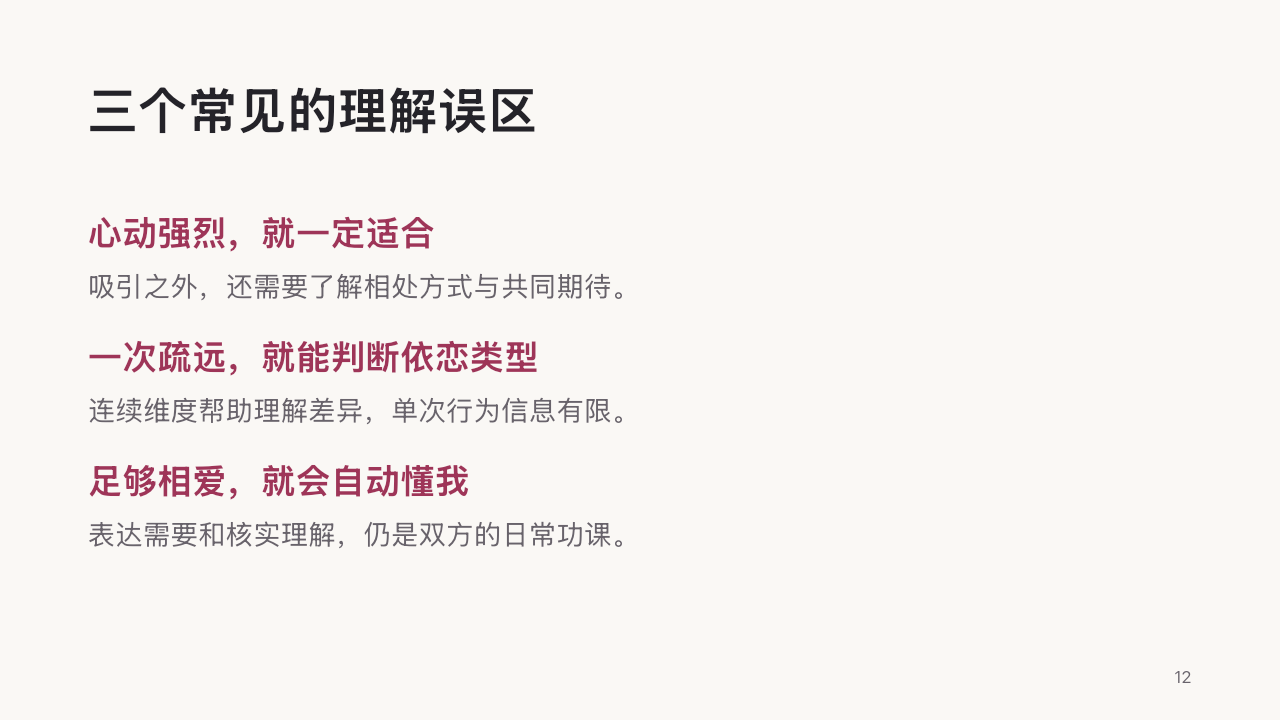 三个常见的理解误区
心动强烈，就一定适合
吸引之外，还需要了解相处方式与共同期待。
一次疏远，就能判断依恋类型
连续维度帮助理解差异，单次行为信息有限。
足够相爱，就会自动懂我
表达需要和核实理解，仍是双方的日常功课。
12